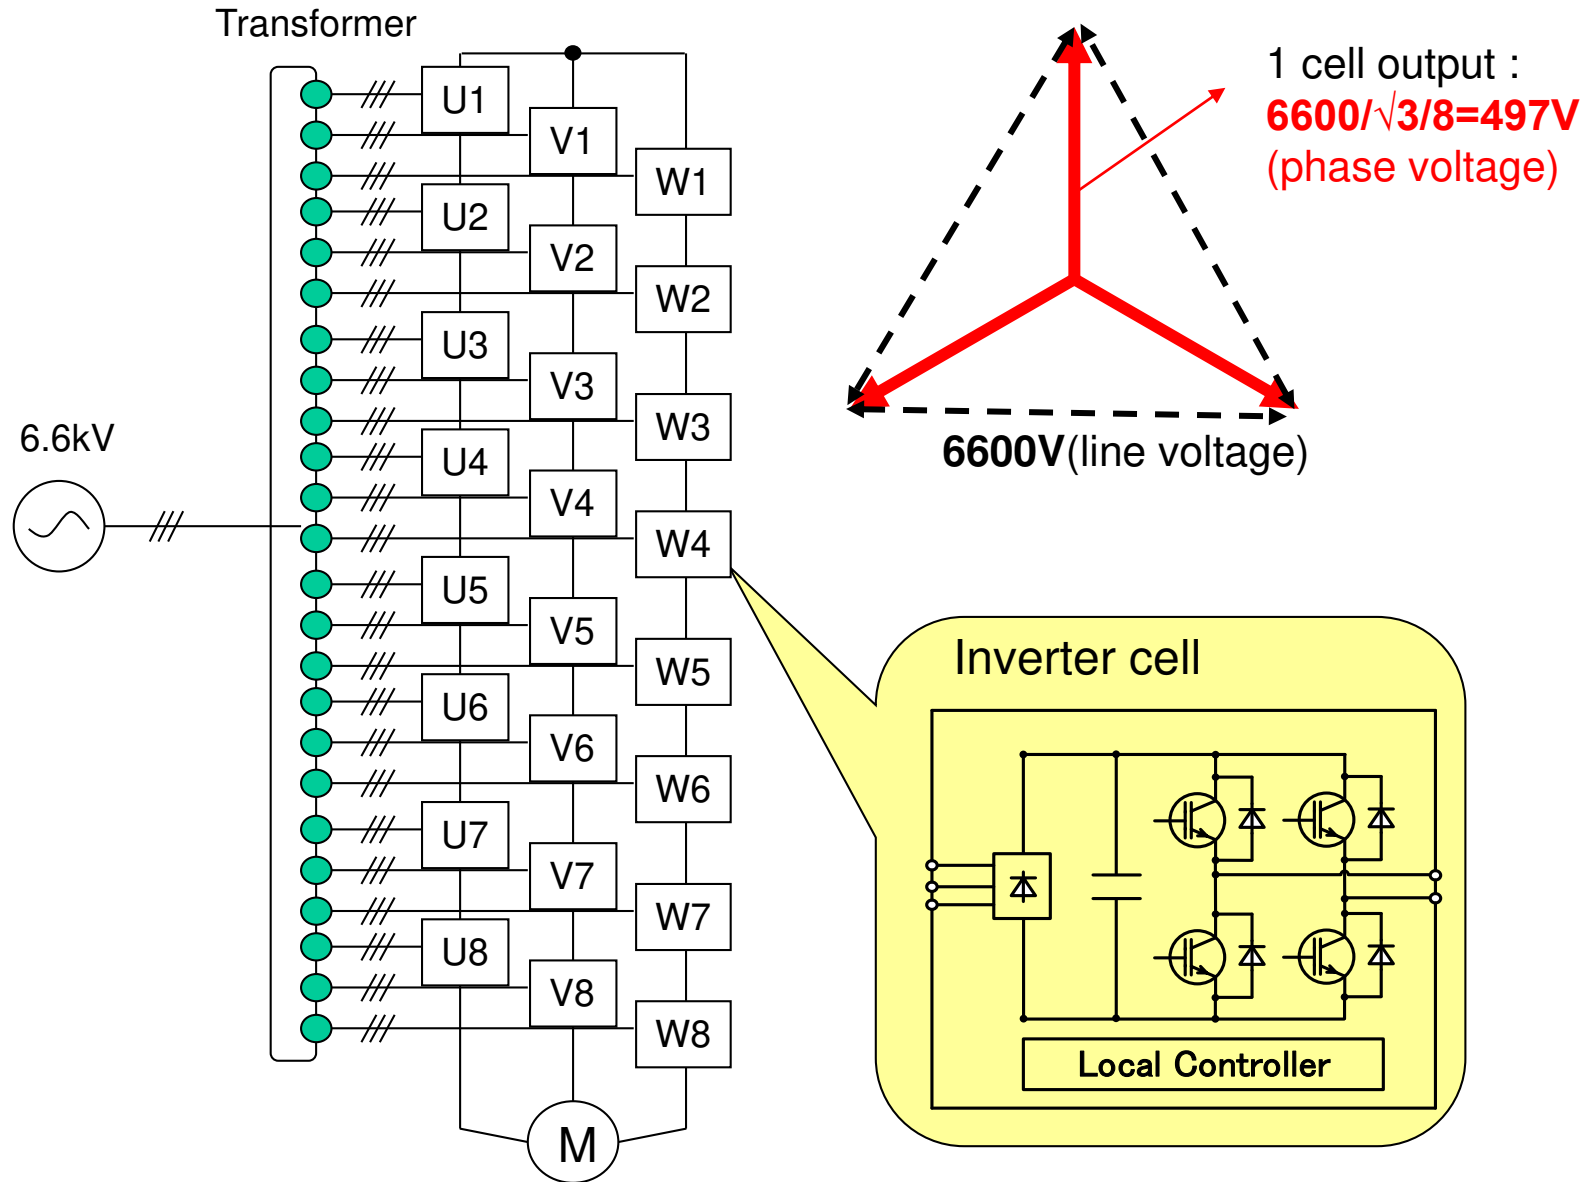 Transformer
U1
V1
W1
U2
V2
W2
U3
V3
W3
6.6kV
U4
V4
W4
U5
V5
W5
U6
V6
W6
U7
V7
W7
U8
V8
W8
M
1 cell output :
6600/√3/8=497V
(phase voltage)
6600V(line voltage)
Inverter cell
Local Controller